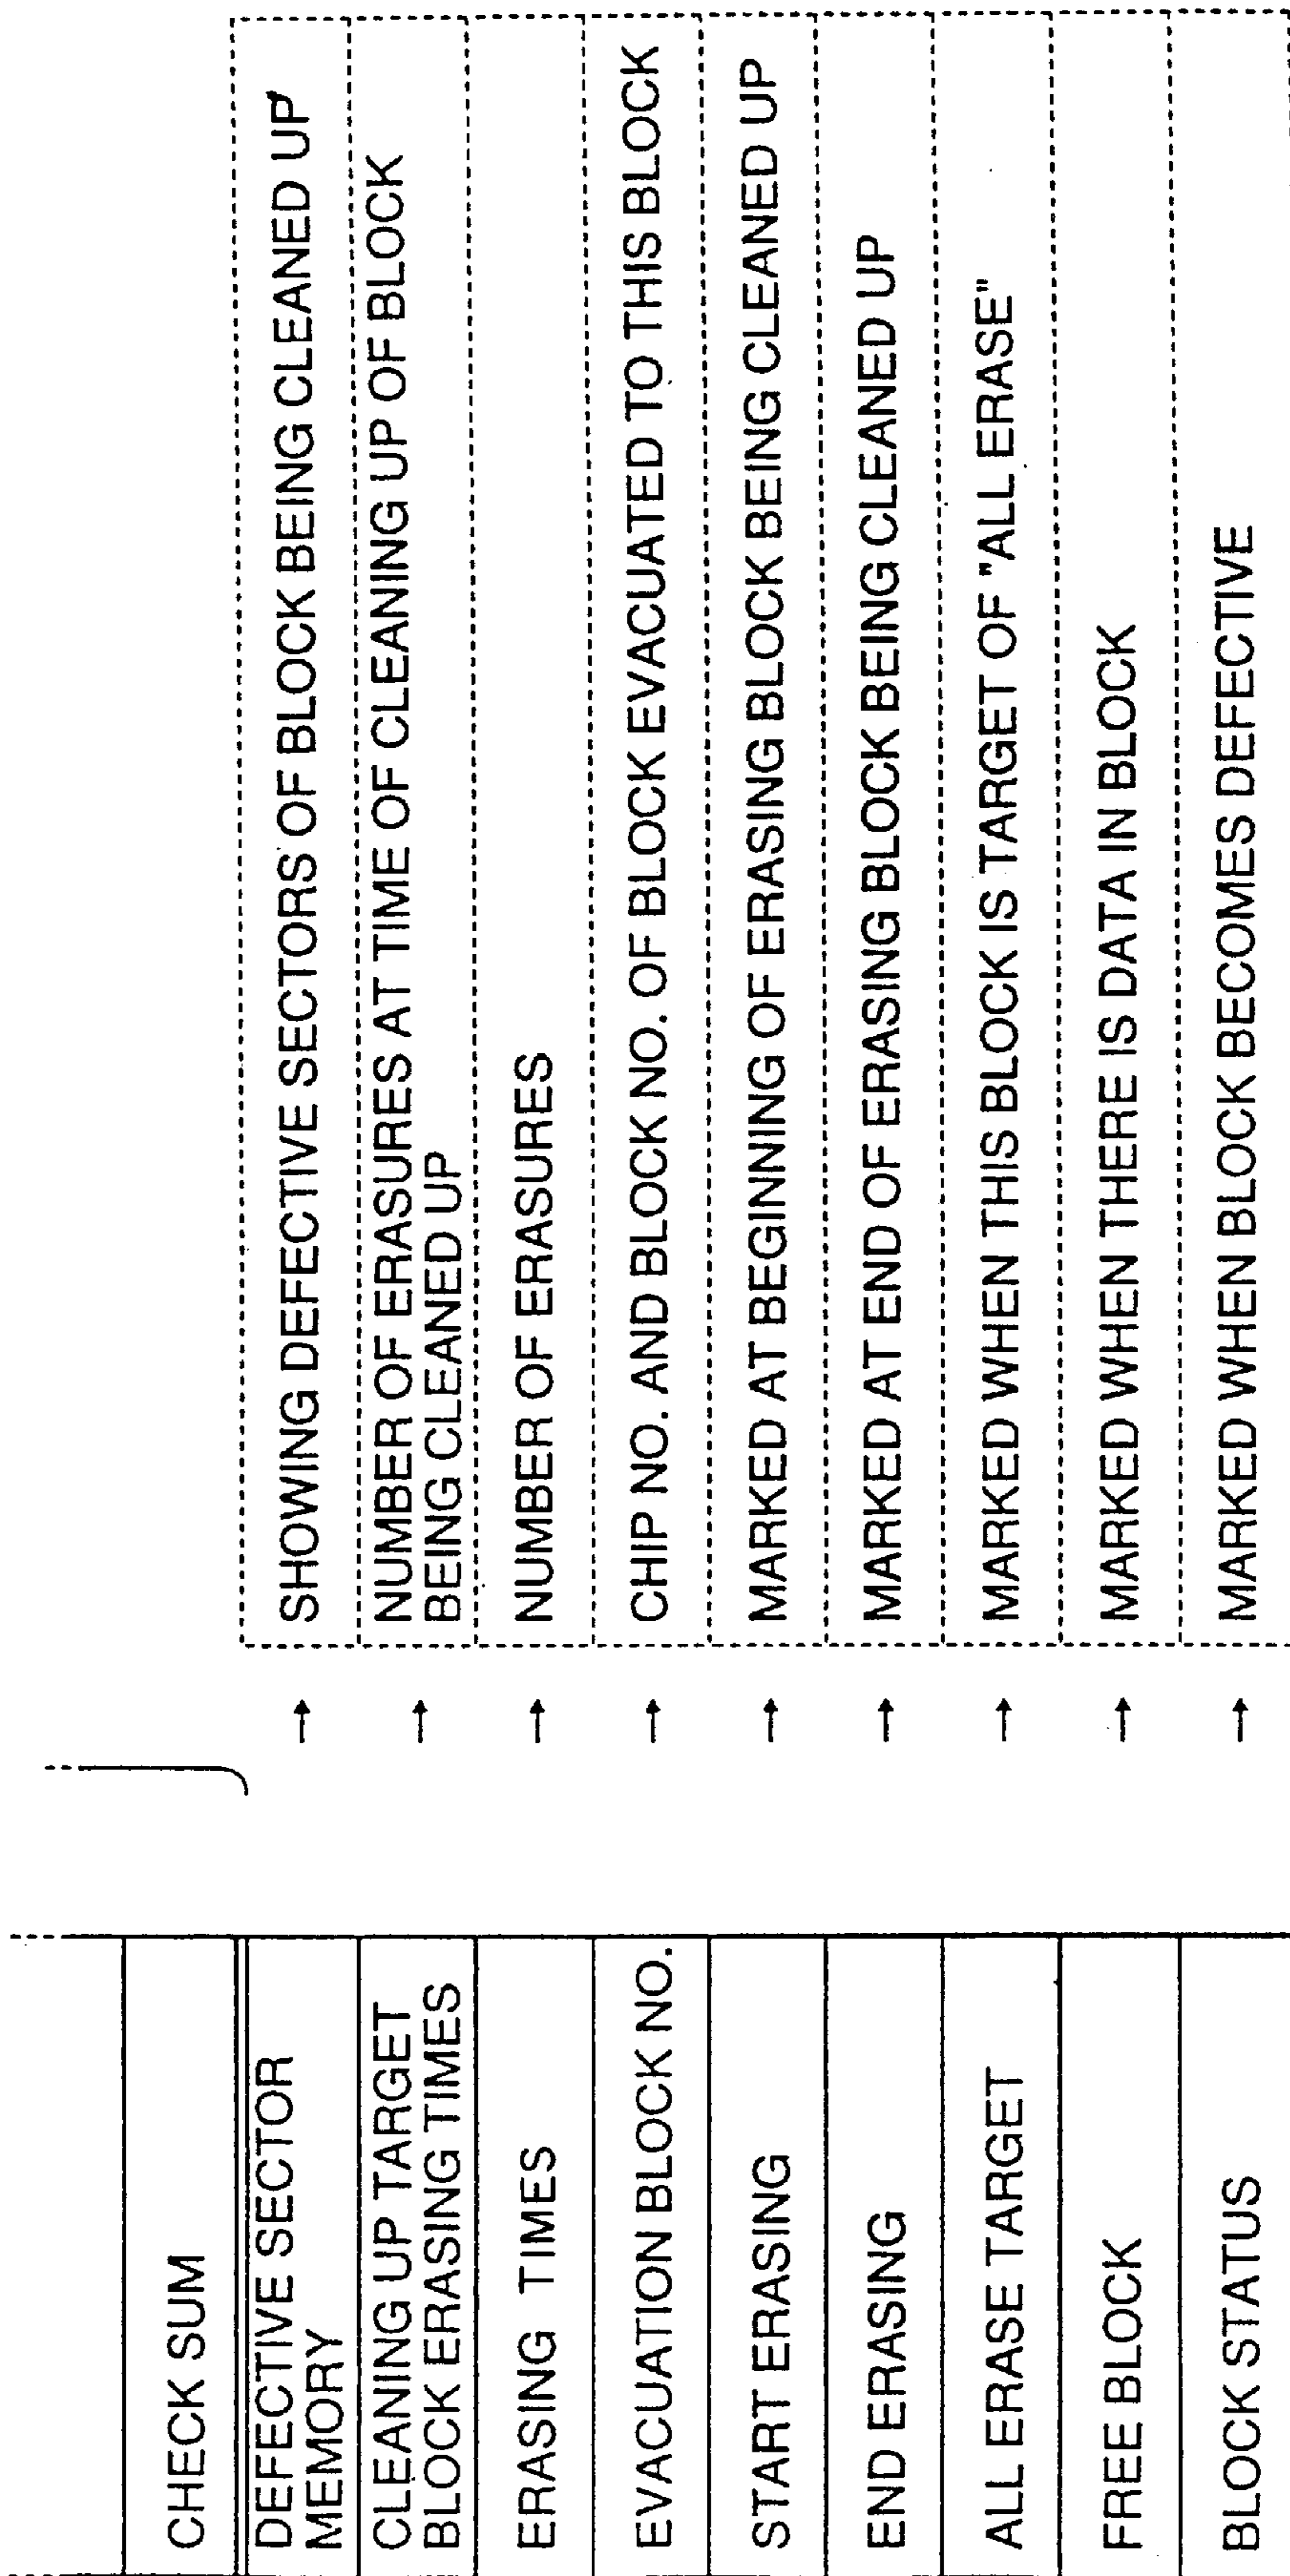 CHECK SUM
DEFECTIVE SECTOR
MEMORY
SHOWING DEFECTIVE SECTORS OF BLOCK BEING CLEANED UP
CLEANING UP TARGET
BLOCK ERASING TIMES
NUMBER OF ERASURES AT TIME OF CLEANING UP OF BLOCK
BEING CLEANED UP
ERASING TIMES
NUMBER OF ERASURES
EVACUATION BLOCK NO.
CHIP NO. AND BLOCK NO. OF BLOCK EVACUATED TO THIS BLOCK
START ERASING
MARKED AT BEGINNING OF ERASING BLOCK BEING CLEANED UP
END ERASING
MARKED AT END OF ERASING BLOCK BEING CLEANED UP
ALL ERASE TARGET
MARKED WHEN THIS BLOCK IS TARGET OF "ALL ERASE"
FREE BLOCK
MARKED WHEN THERE IS DATA IN BLOCK
BLOCK STATUS
MARKED WHEN BLOCK BECOMES DEFECTIVE